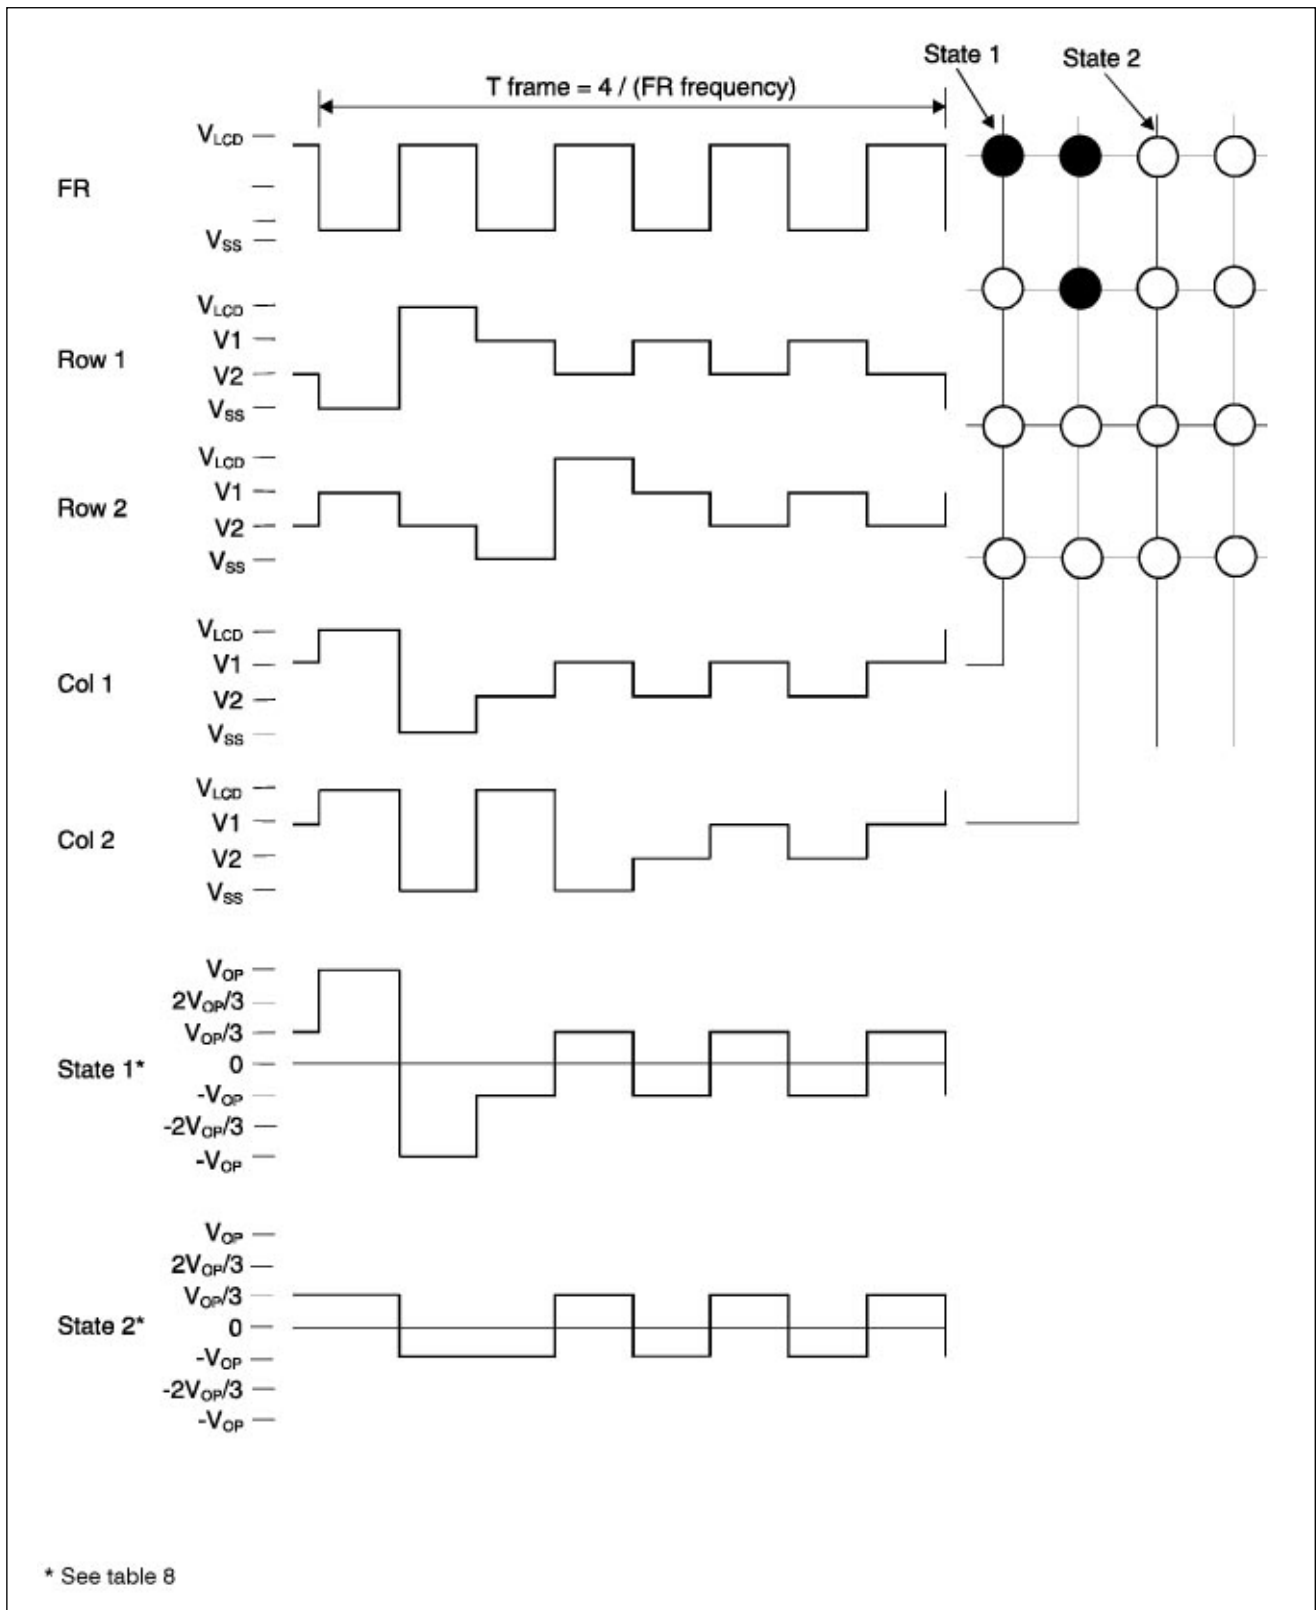 State 1
State 2
T frame = 4 / (FR frequency)
FR
VLCD
VSS
Row 1
VLCD
V1
V2
VSS
Row 2
VLCD
V1
V2
VSS
Col 1
VLCD
V1
V2
VSS
Col 2
VLCD
V1
V2
VSS
State 1*
VOP
2VOP/3
VOP/3
0
-VOP
-2VOP/3
-VOP
State 2*
VOP
2VOP/3
VOP/3
0
-VOP
-2VOP/3
-VOP
* See table 8